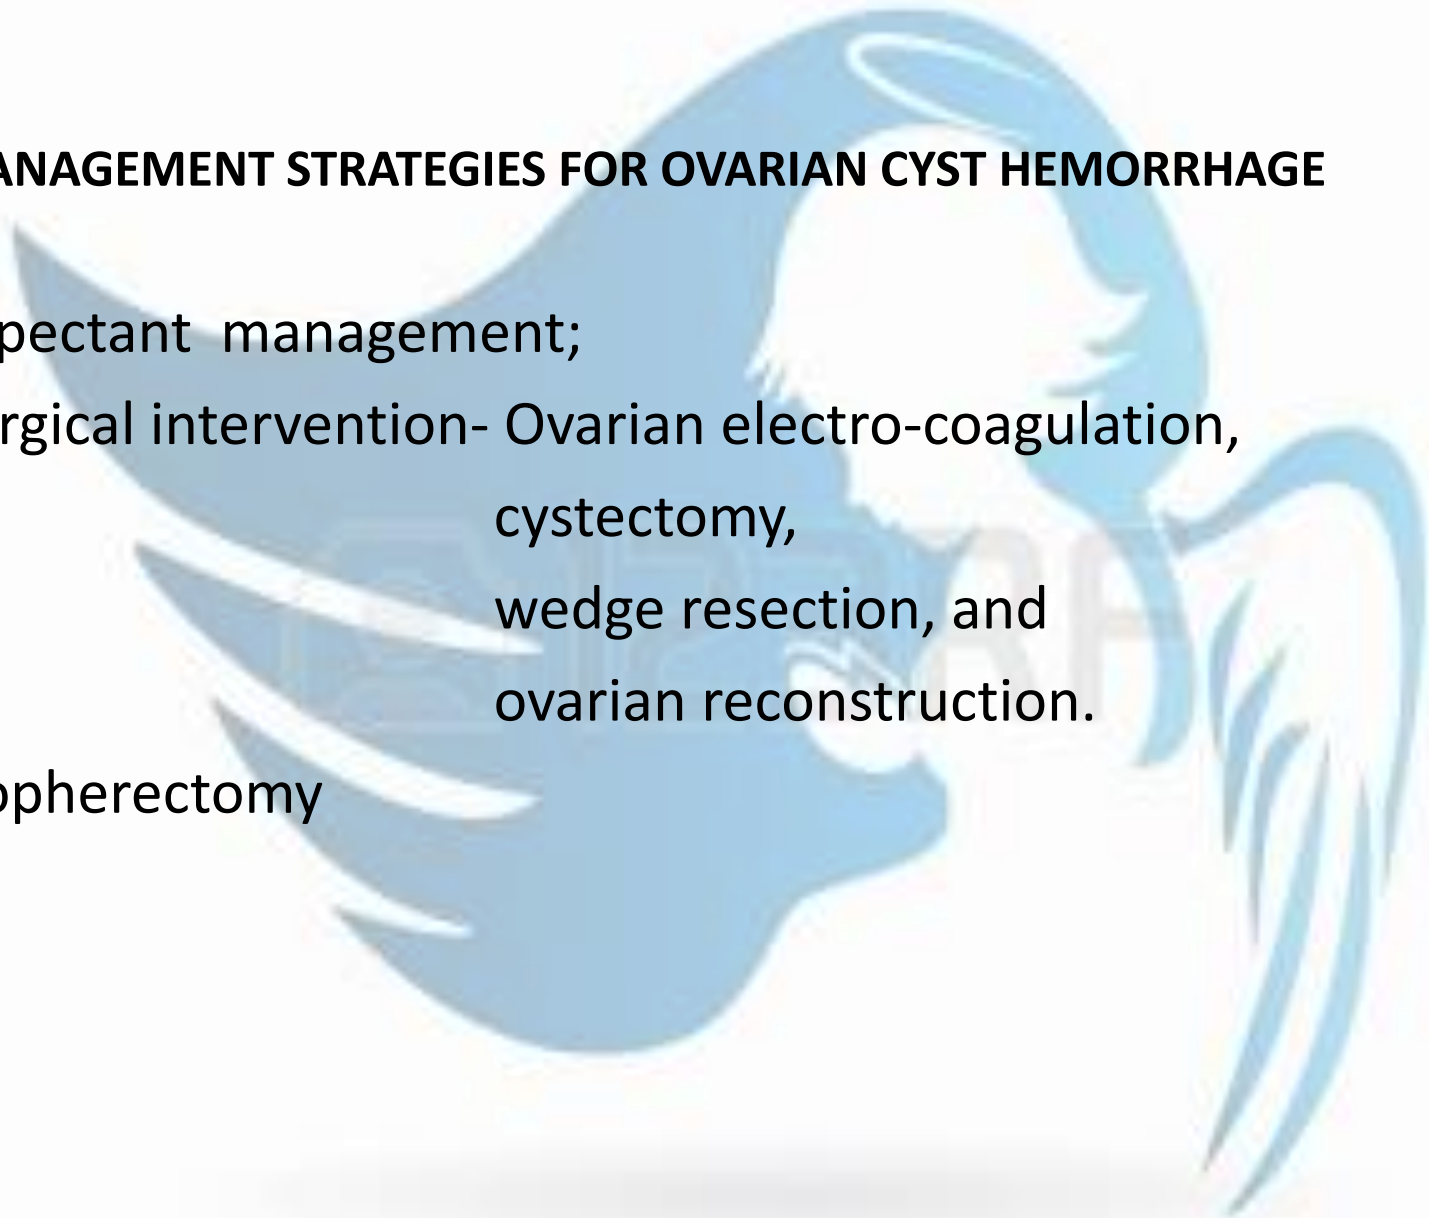 ANAGEMENT STRATEGIES FOR OVARIAN CYST HEMORRHAGE
pectant management;
rgical intervention- Ovarian electro-coagulation,
cystectomy,
wedge resection, and
ovarian reconstruction.
opherectomy